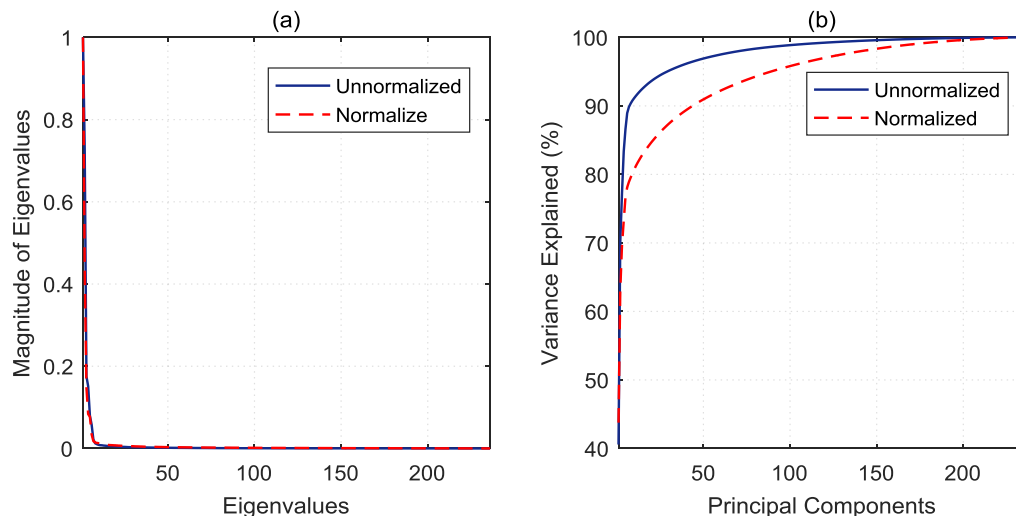 (a)
1
0.8
0.6
0.4
0.2
0
50
100
150
200
Magnitude of Eigenvalues
Eigenvalues
Unnormalized
Normalize
(b)
100
90
80
70
60
50
40
50
100
150
200
Variance Explained (%)
Principal Components
Unnormalized
Normalized